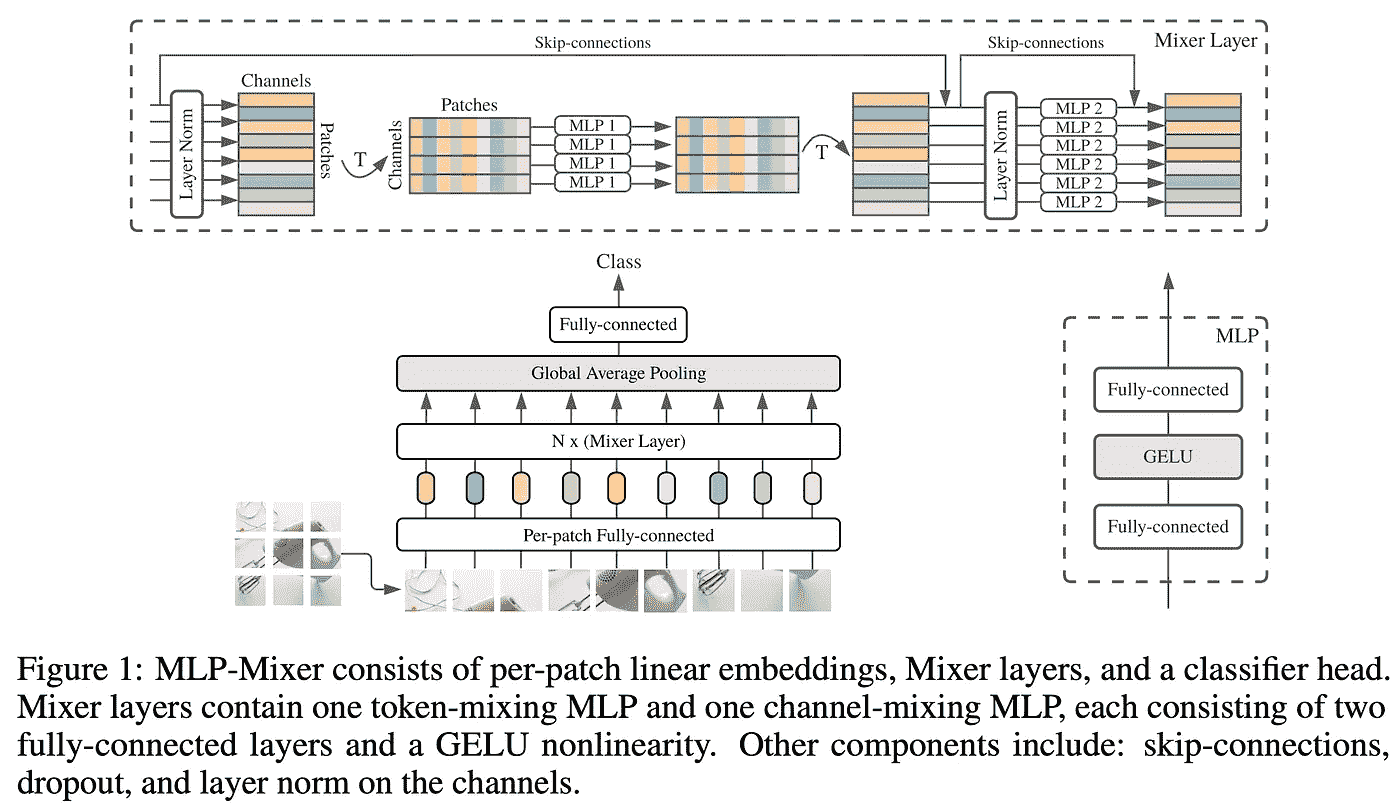 Skip-connections
Skip-connections
Mixer Layer
Channels
Layer Norm
Patches
T
Patches
Channels
MLP 1
MLP 1
MLP 1
MLP 1
T
Layer Norm
MLP 2
MLP 2
MLP 2
MLP 2
MLP 2
MLP 2
Class
Fully-connected
Global Average Pooling
N x (Mixer Layer)
Per-patch Fully-connected
MLP
Fully-connected
GELU
Fully-connected
Figure 1: MLP-Mixer consists of per-patch linear embeddings, Mixer layers, and a classifier head.
Mixer layers contain one token-mixing MLP and one channel-mixing MLP, each consisting of two
fully-connected layers and a GELU nonlinearity. Other components include: skip-connections,
dropout, and layer norm on the channels.